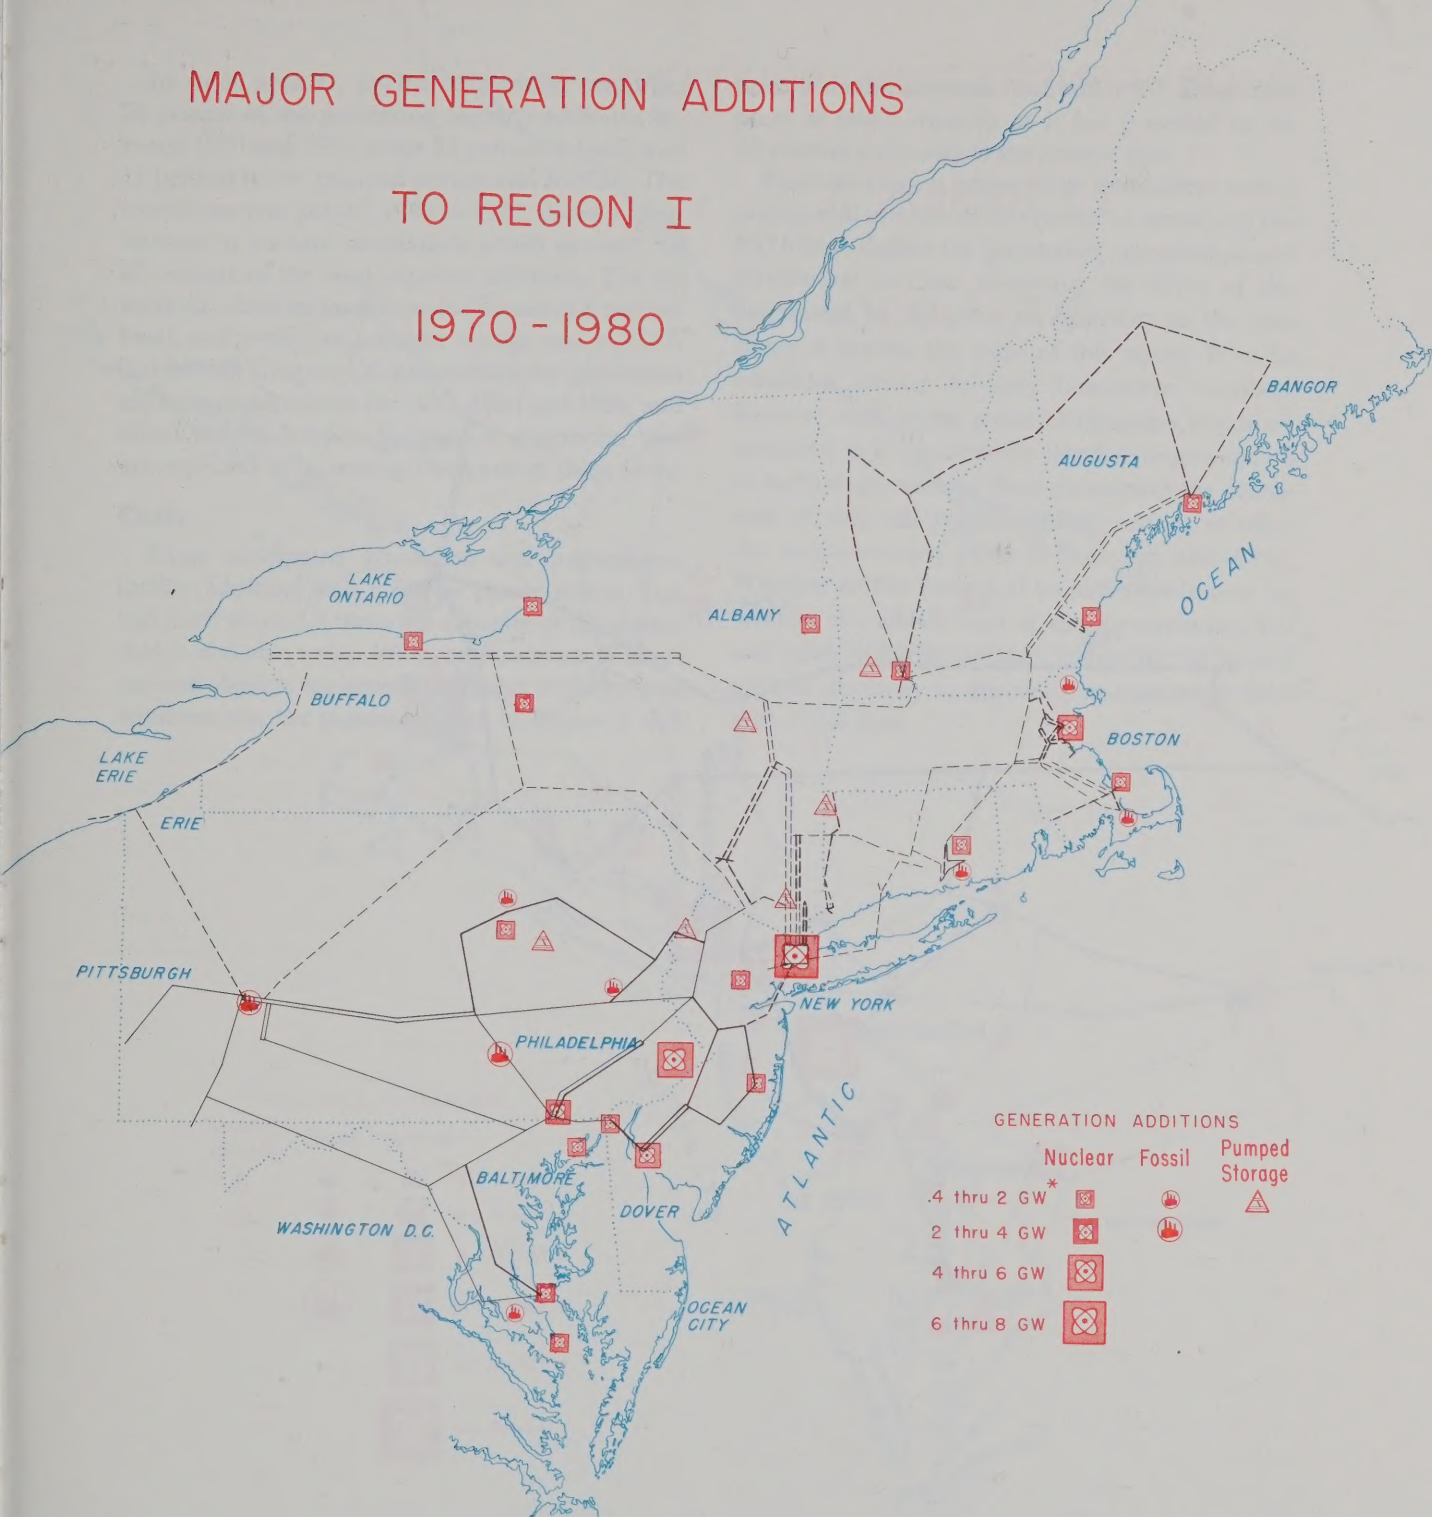 MAJOR GENERATION ADDITIONS
TO REGION I
1970-1980
BANGOR
AUGUSTA
OCEAN
LAKE
ONTARIO
ALBANY
BUFFALO
BOSTON
LAKE
ERIE
ERIE
PITTSBURGH
NEW YORK
PHILADELPHIA
ATLANTIC
BALTIMORE
DOVER
WASHINGTON D.C.
OCEAN
CITY
GENERATION ADDITIONS
Nuclear Fossil Pumped
Storage
.4 thru 2 GW*
2 thru 4 GW
4 thru 6 GW
6 thru 8 GW